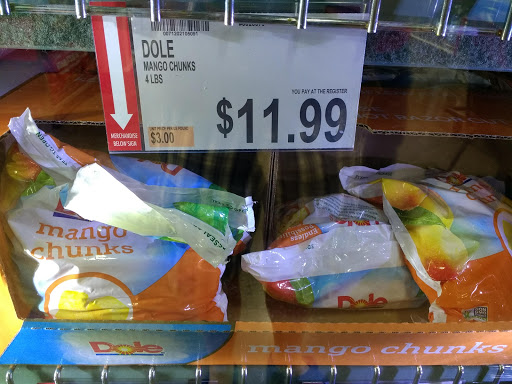 0071202106081
DOLE
MANGO CHUNKS
4 LBS
YOU PAY AT THE REGISTER
$11.99
$3.00
MERCHANDISE
BELOW SIGN
mango
chunks
Dole
Dole
mango chunks